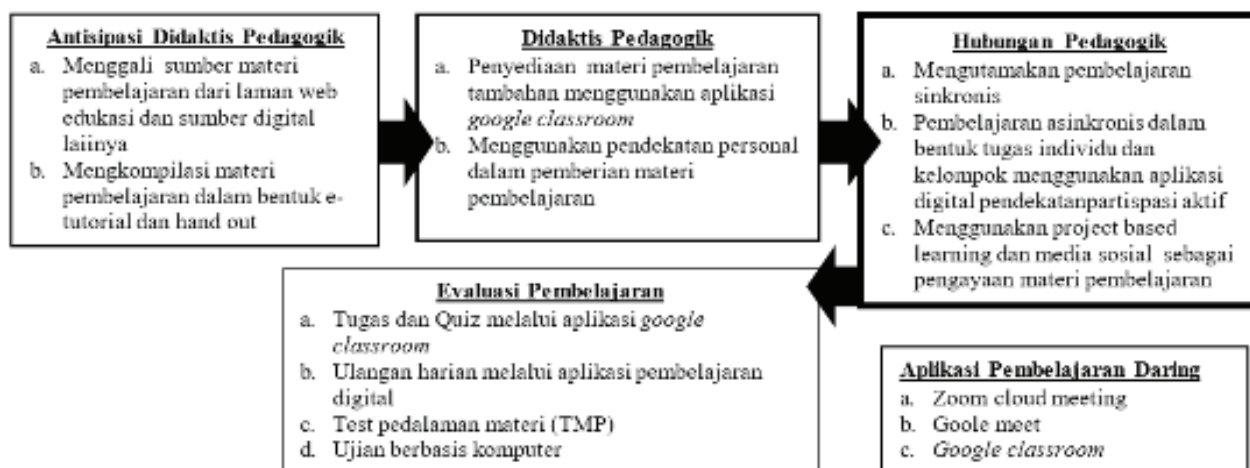 Antisipasi Didaktis Pedagogik
a. Menggali sumber materi
pembelajaran dari laman web
edukasi dan sumber digital
laiinya
b. Mengkompilasi materi
pembelajaran dalam bentuk e-
tutorial dan hand out
Didaktis Pedagogik
a. Penyediaan materi pembelajaran
tambahan menggunakan aplikasi
google classroom
b. Menggunakan pendekatan personal
dalam pemberian materi
pembelajaran
Hubungan Pedagogik
a. Mengutamakan pembelajaran
sinkronis
b. Pembelajaran asinkronis dalam
bentuk tugas individu dan
kelompok menggunakan aplikasi
digital pendekatanpartispasi aktif
c. Menggunakan project based
learning dan media sosial sebagai
pengayaan materi pembelajaran
Evaluasi Pembelajaran
a. Tugas dan Quiz melalui aplikasi google
classroom
b. Ulangan harian melalui aplikasi pembelajaran
digital
c. Test pedalaman materi (TMP)
d. Ujian berbasis komputer
Aplikasi Pembelajaran Daring
a. Zoom cloud meeting
b. Goole meet
c. Google classroom